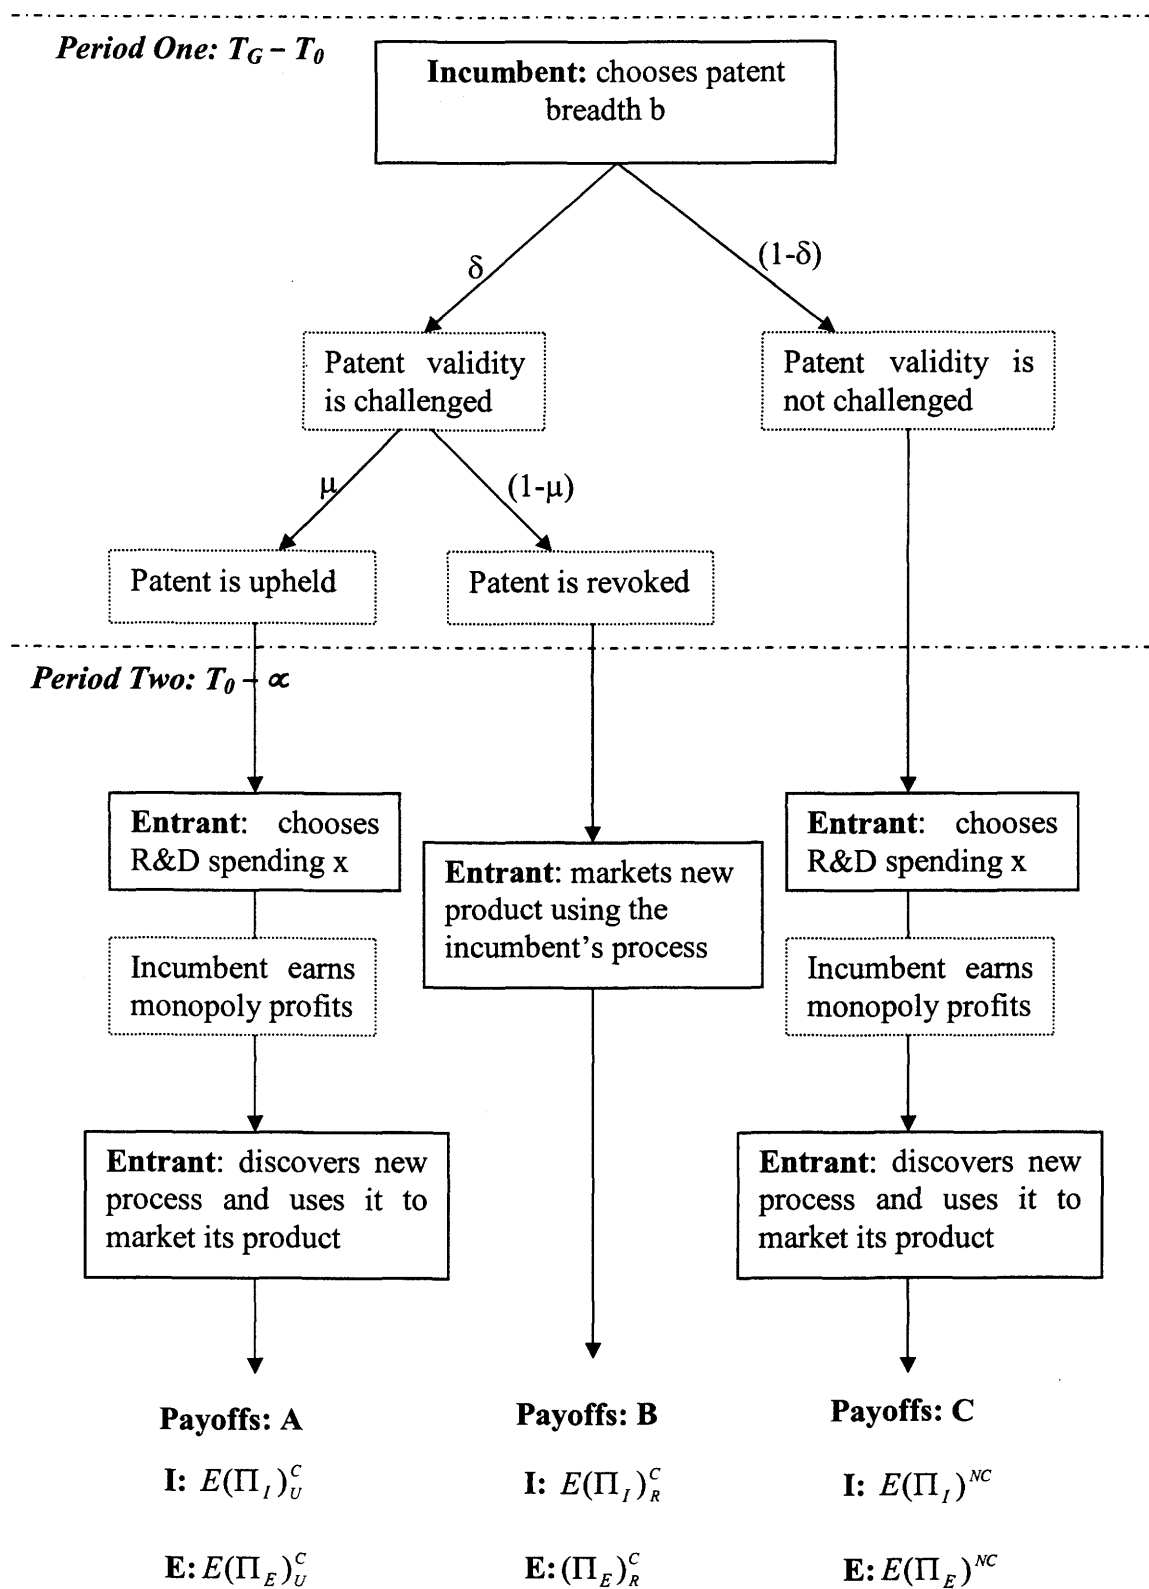 Period One: T_G – T_0
Incumbent: chooses patent
breadth b
δ
(1-δ)
Patent validity
is challenged
Patent validity is
not challenged
μ
(1-μ)
Patent is upheld
Patent is revoked
Period Two: T_0 – ∝
Entrant: chooses
R&D spending x
Entrant: markets new
product using the
incumbent's process
Entrant: chooses
R&D spending x
Incumbent earns
monopoly profits
Incumbent earns
monopoly profits
Entrant: discovers new
process and uses it to
market its product
Entrant: discovers new
process and uses it to
market its product
Payoffs: A
I: E(Π_I)_U^C
E: E(Π_E)_U^C
Payoffs: B
I: E(Π_I)_R^C
E: (Π_E)_R^C
Payoffs: C
I: E(Π_I)^NC
E: E(Π_E)^NC